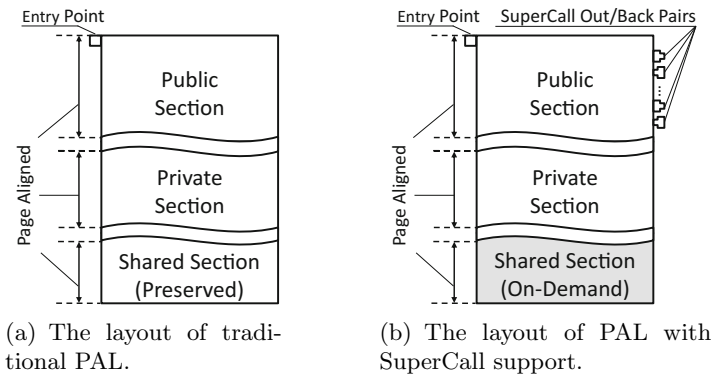 Entry Point
Public
Section
Private
Section
Shared Section
(Preserved)
Page Aligned
(a) The layout of tradi-
tional PAL.
Entry Point
SuperCall Out/Back Pairs
Public
Section
Private
Section
Shared Section
(On-Demand)
Page Aligned
(b) The layout of PAL with
SuperCall support.